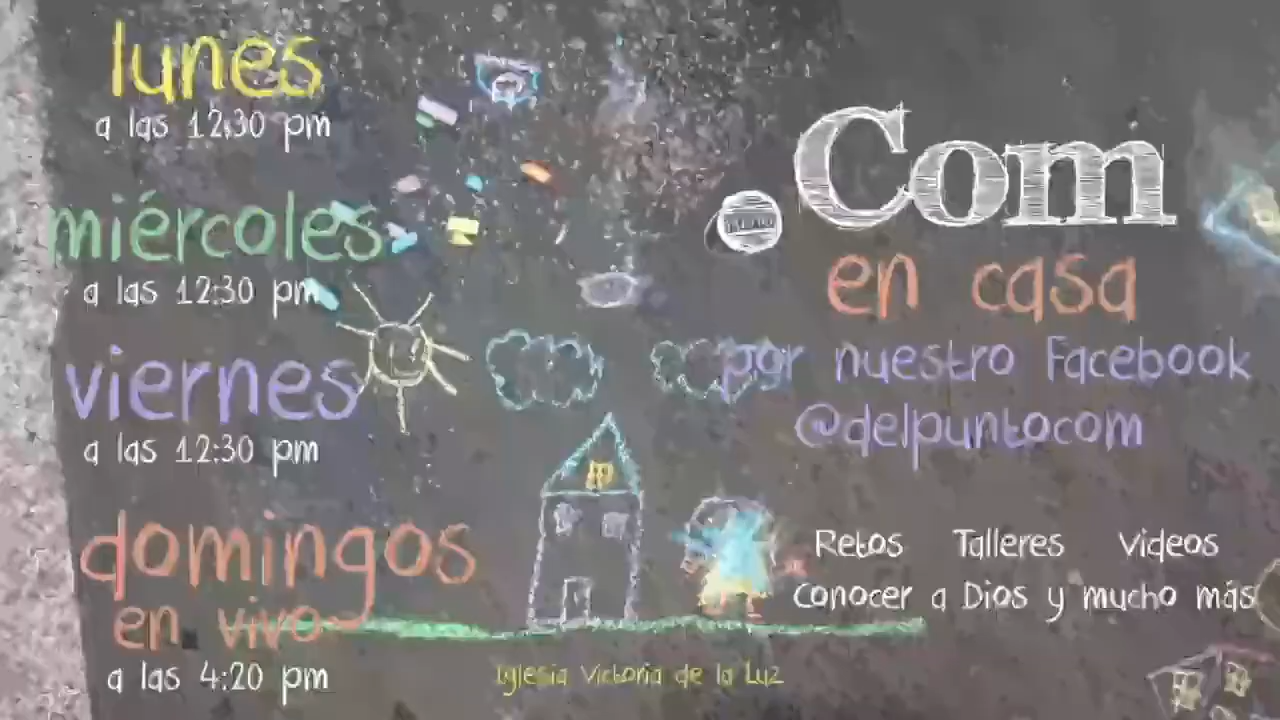 lunes
a las 12:30 pm
miércoles
a las 12:30 pm
viernes
a las 12:30 pm
domingos
en vivo
a las 4:20 pm
Com
en casa
por nuestro Facebook
@delpuntocom
Retos Talleres Videos
Conocer a Dios y mucho más
Iglesia Victoria de la Luz